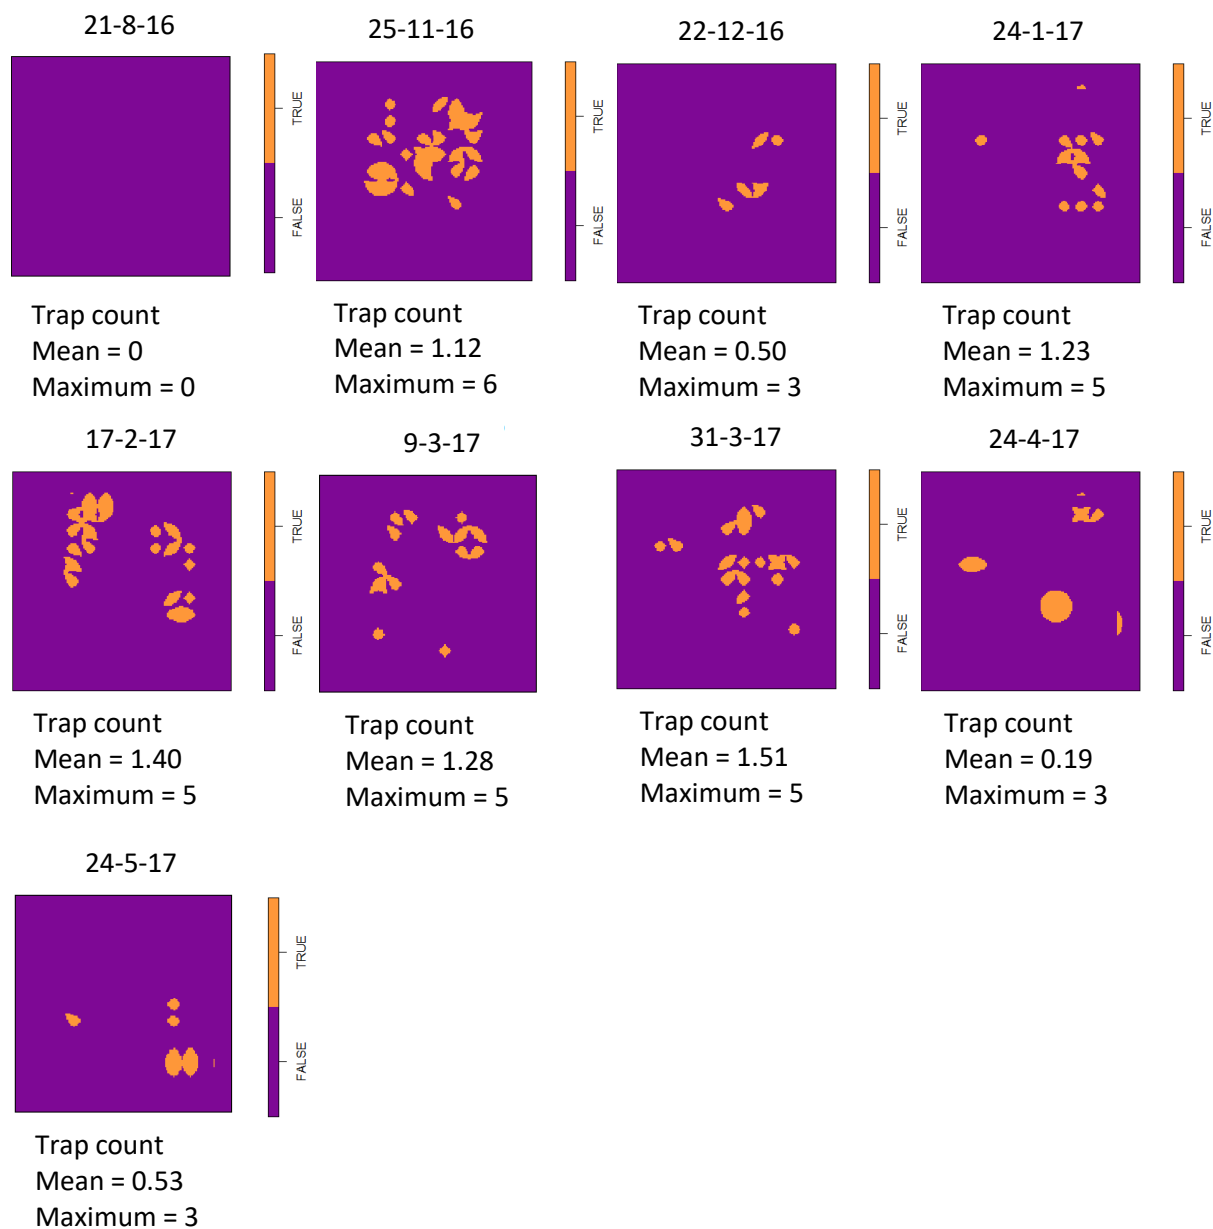 21-8-16
25-11-16
22-12-16
24-1-17
TRUE
FALSE
TRUE
FALSE
TRUE
FALSE
TRUE
FALSE
Trap count
Mean = 0
Maximum = 0
Trap count
Mean = 1.12
Maximum = 6
Trap count
Mean = 0.50
Maximum = 3
Trap count
Mean = 1.23
Maximum = 5
17-2-17
9-3-17
31-3-17
24-4-17
TRUE
FALSE
TRUE
FALSE
TRUE
FALSE
Trap count
Mean = 1.40
Maximum = 5
Trap count
Mean = 1.28
Maximum = 5
Trap count
Mean = 1.51
Maximum = 5
Trap count
Mean = 0.19
Maximum = 3
24-5-17
TRUE
FALSE
Trap count
Mean = 0.53
Maximum = 3